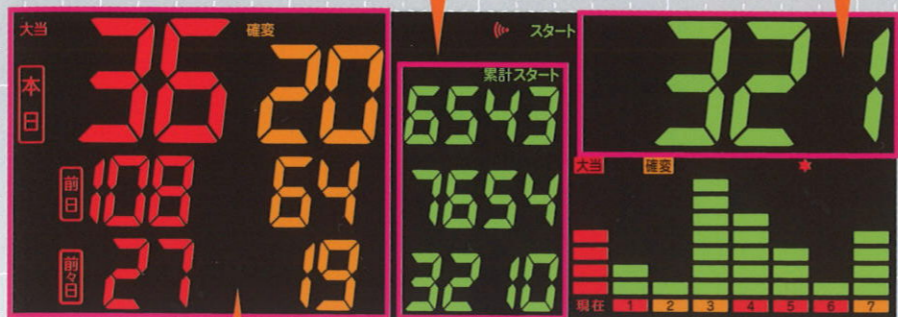 大当 36 確変 20 スタート 321
本日
累計スタート
6543
前日 108 64 7654
前々日 27 19 3210
大当 確変
現在 1 2 3 4 5 6 7